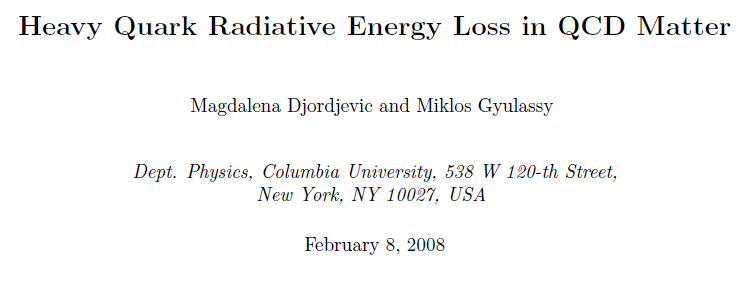 Heavy Quark Radiative Energy Loss in QCD Matter
Magdalena Djordjevic and Miklos Gyulassy
Dept. Physics, Columbia University, 538 W 120-th Street,
New York, NY 10027, USA
February 8, 2008